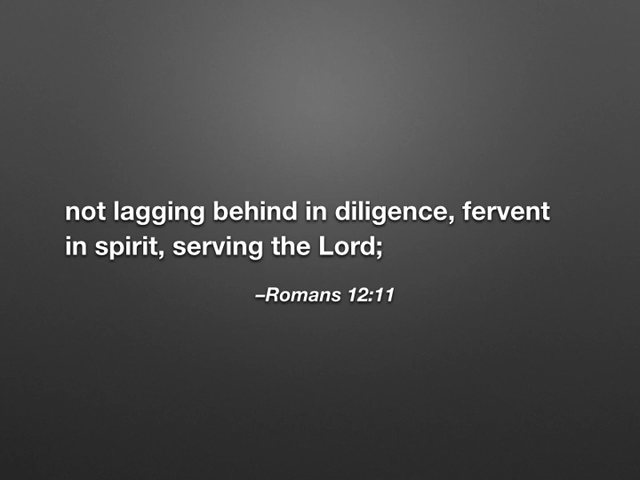 not lagging behind in diligence, fervent
in spirit, serving the Lord;
–Romans 12:11